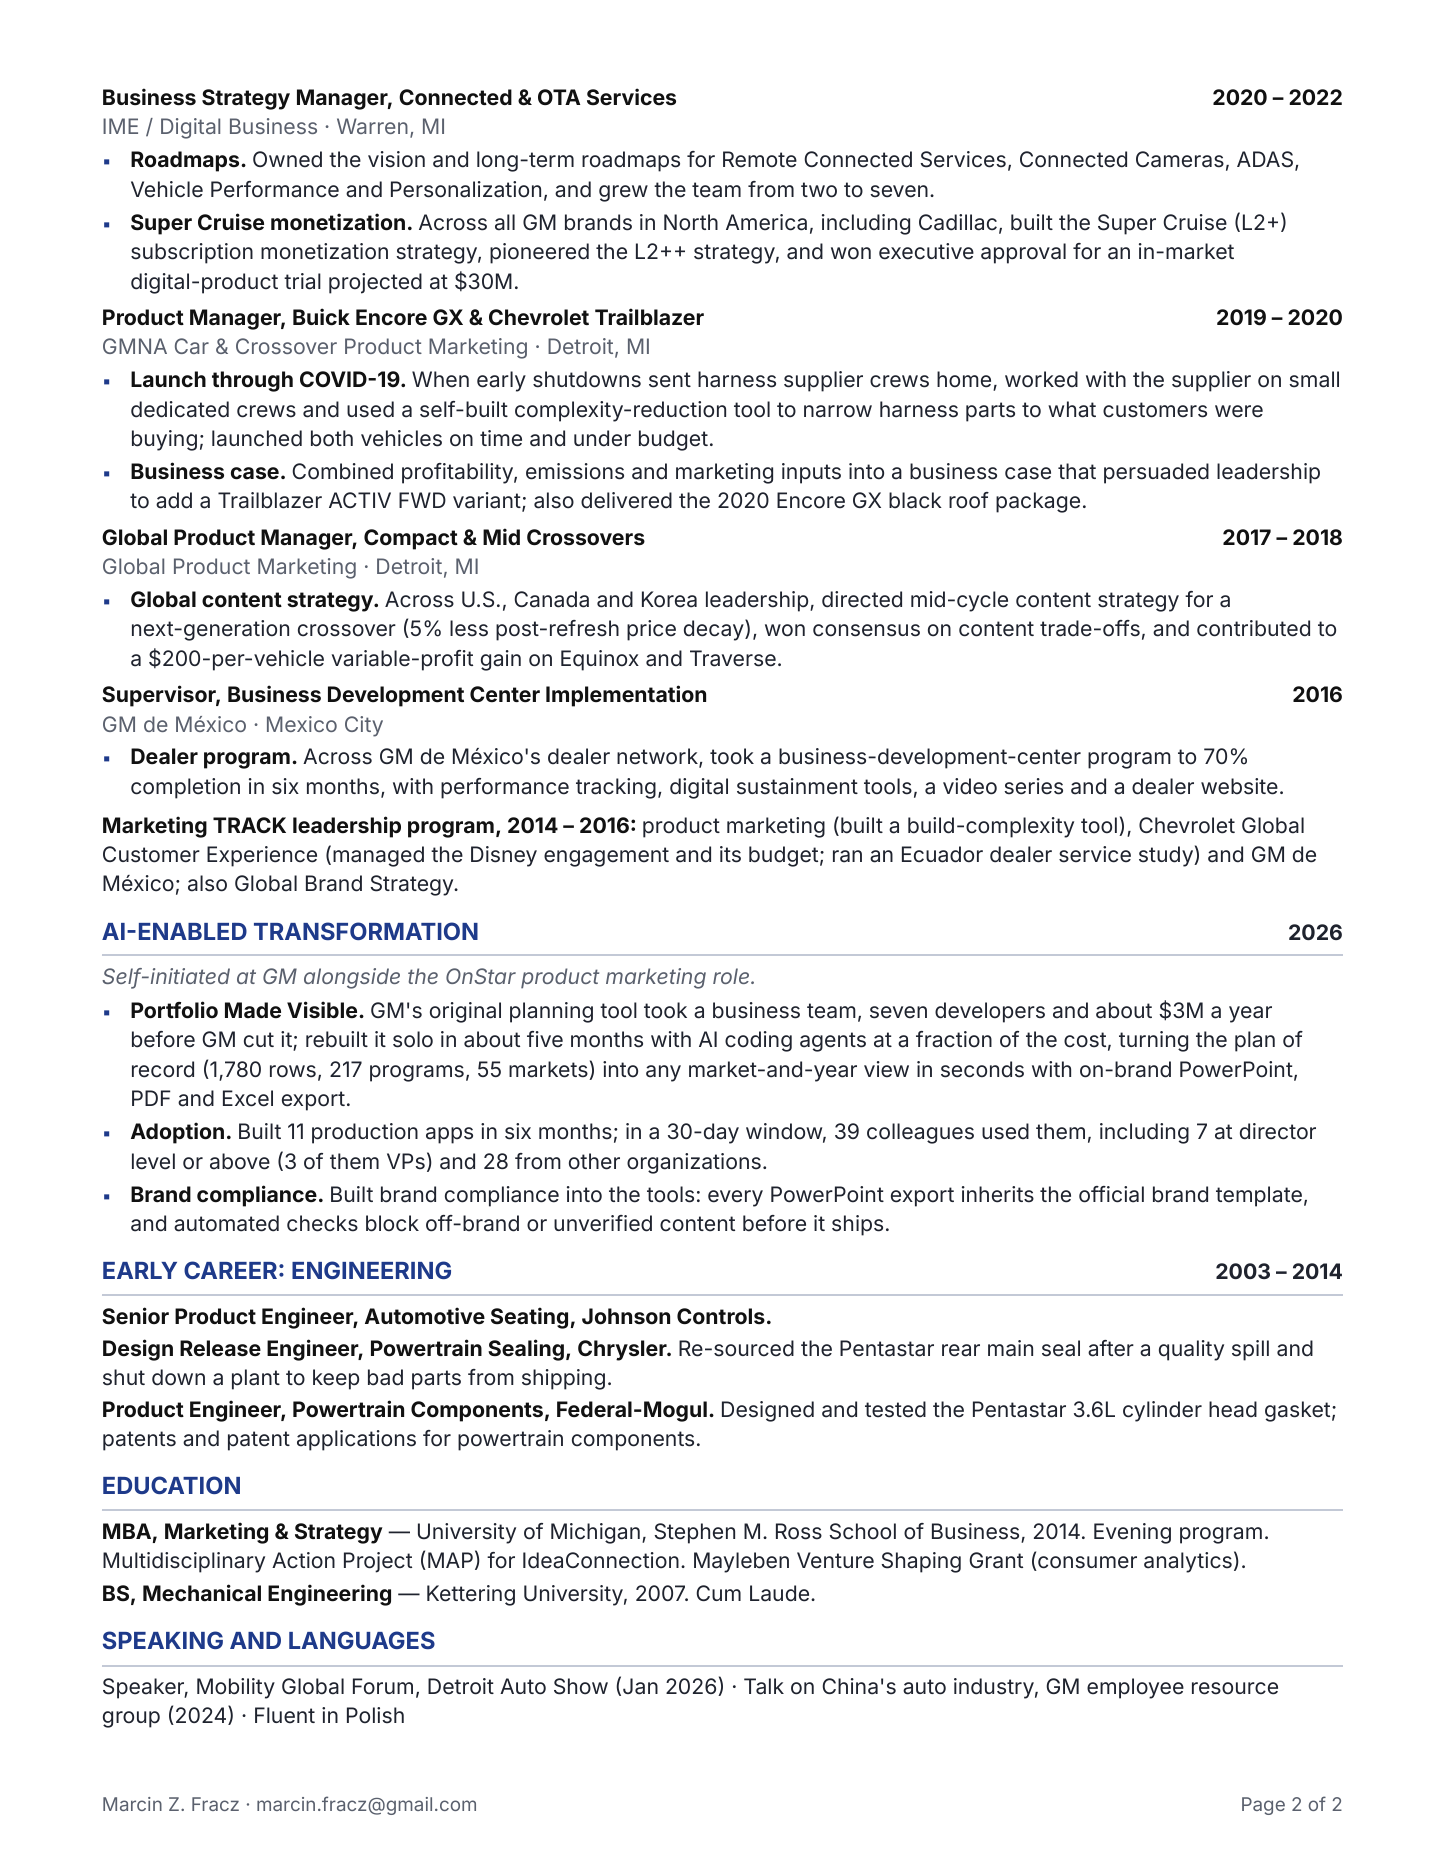 Business Strategy Manager, Connected & OTA Services 2020 – 2022
IME / Digital Business · Warren, MI
▪ Roadmaps. Owned the vision and long-term roadmaps for Remote Connected Services, Connected Cameras, ADAS,
Vehicle Performance and Personalization, and grew the team from two to seven.
▪ Super Cruise monetization. Across all GM brands in North America, including Cadillac, built the Super Cruise (L2+)
subscription monetization strategy, pioneered the L2++ strategy, and won executive approval for an in-market
digital-product trial projected at $30M.
Product Manager, Buick Encore GX & Chevrolet Trailblazer 2019 – 2020
GMNA Car & Crossover Product Marketing · Detroit, MI
▪ Launch through COVID-19. When early shutdowns sent harness supplier crews home, worked with the supplier on small
dedicated crews and used a self-built complexity-reduction tool to narrow harness parts to what customers were
buying; launched both vehicles on time and under budget.
▪ Business case. Combined profitability, emissions and marketing inputs into a business case that persuaded leadership
to add a Trailblazer ACTIV FWD variant; also delivered the 2020 Encore GX black roof package.
Global Product Manager, Compact & Mid Crossovers 2017 – 2018
Global Product Marketing · Detroit, MI
▪ Global content strategy. Across U.S., Canada and Korea leadership, directed mid-cycle content strategy for a
next-generation crossover (5% less post-refresh price decay), won consensus on content trade-offs, and contributed to
a $200-per-vehicle variable-profit gain on Equinox and Traverse.
Supervisor, Business Development Center Implementation 2016
GM de México · Mexico City
▪ Dealer program. Across GM de México's dealer network, took a business-development-center program to 70%
completion in six months, with performance tracking, digital sustainment tools, a video series and a dealer website.
Marketing TRACK leadership program, 2014 – 2016: product marketing (built a build-complexity tool), Chevrolet Global
Customer Experience (managed the Disney engagement and its budget; ran an Ecuador dealer service study) and GM de
México; also Global Brand Strategy.
AI-ENABLED TRANSFORMATION 2026
Self-initiated at GM alongside the OnStar product marketing role.
▪ Portfolio Made Visible. GM's original planning tool took a business team, seven developers and about $3M a year
before GM cut it; rebuilt it solo in about five months with AI coding agents at a fraction of the cost, turning the plan of
record (1,780 rows, 217 programs, 55 markets) into any market-and-year view in seconds with on-brand PowerPoint,
PDF and Excel export.
▪ Adoption. Built 11 production apps in six months; in a 30-day window, 39 colleagues used them, including 7 at director
level or above (3 of them VPs) and 28 from other organizations.
▪ Brand compliance. Built brand compliance into the tools: every PowerPoint export inherits the official brand template,
and automated checks block off-brand or unverified content before it ships.
EARLY CAREER: ENGINEERING 2003 – 2014
Senior Product Engineer, Automotive Seating, Johnson Controls.
Design Release Engineer, Powertrain Sealing, Chrysler. Re-sourced the Pentastar rear main seal after a quality spill and
shut down a plant to keep bad parts from shipping.
Product Engineer, Powertrain Components, Federal-Mogul. Designed and tested the Pentastar 3.6L cylinder head gasket;
patents and patent applications for powertrain components.
EDUCATION
MBA, Marketing & Strategy — University of Michigan, Stephen M. Ross School of Business, 2014. Evening program.
Multidisciplinary Action Project (MAP) for IdeaConnection. Mayleben Venture Shaping Grant (consumer analytics).
BS, Mechanical Engineering — Kettering University, 2007. Cum Laude.
SPEAKING AND LANGUAGES
Speaker, Mobility Global Forum, Detroit Auto Show (Jan 2026) · Talk on China's auto industry, GM employee resource
group (2024) · Fluent in Polish
Marcin Z. Fracz · marcin.fracz@gmail.com Page 2 of 2